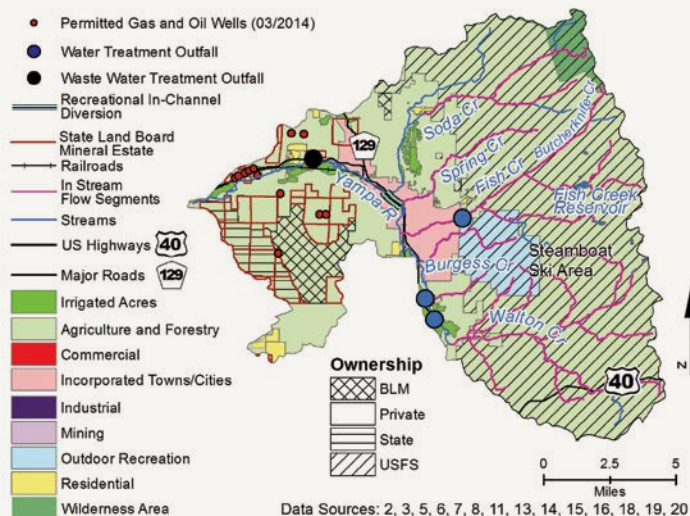 Permitted Gas and Oil Wells (03/2014)
Water Treatment Outfall
Waste Water Treatment Outfall
Recreational In-Channel
Diversion
State Land Board
Mineral Estate
Railroads
In Stream
Flow Segments
Streams
US Highways 40
Major Roads 129
Irrigated Acres
Agriculture and Forestry
Commercial
Incorporated Towns/Cities
Industrial
Mining
Outdoor Recreation
Residential
Wilderness Area
129
Soda Cr
Spring Cr
Fish Cr
Butcherknife Cr
Yampa R
Fish Creek
Reservoir
Steamboat
Ski Area
Burgess Cr
Walton Cr
40
Ownership
BLM
Private
State
USFS
N
0 2.5 5
Miles
Data Sources: 2, 3, 5, 6, 7, 8, 11, 13, 14, 15, 16, 18, 19, 20